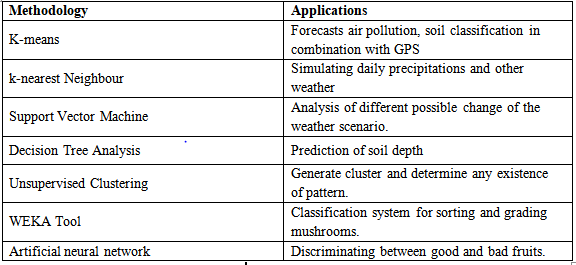 Methodology Applications
K-means Forecasts air pollution, soil classification in
combination with GPS
k-nearest Neighbour Simulating daily precipitations and other
weather
Support Vector Machine Analysis of different possible change of the
weather scenario.
Decision Tree Analysis Prediction of soil depth
Unsupervised Clustering Generate cluster and determine any existence
of pattern.
WEKA Tool Classification system for sorting and grading
mushrooms.
Artificial neural network Discriminating between good and bad fruits.